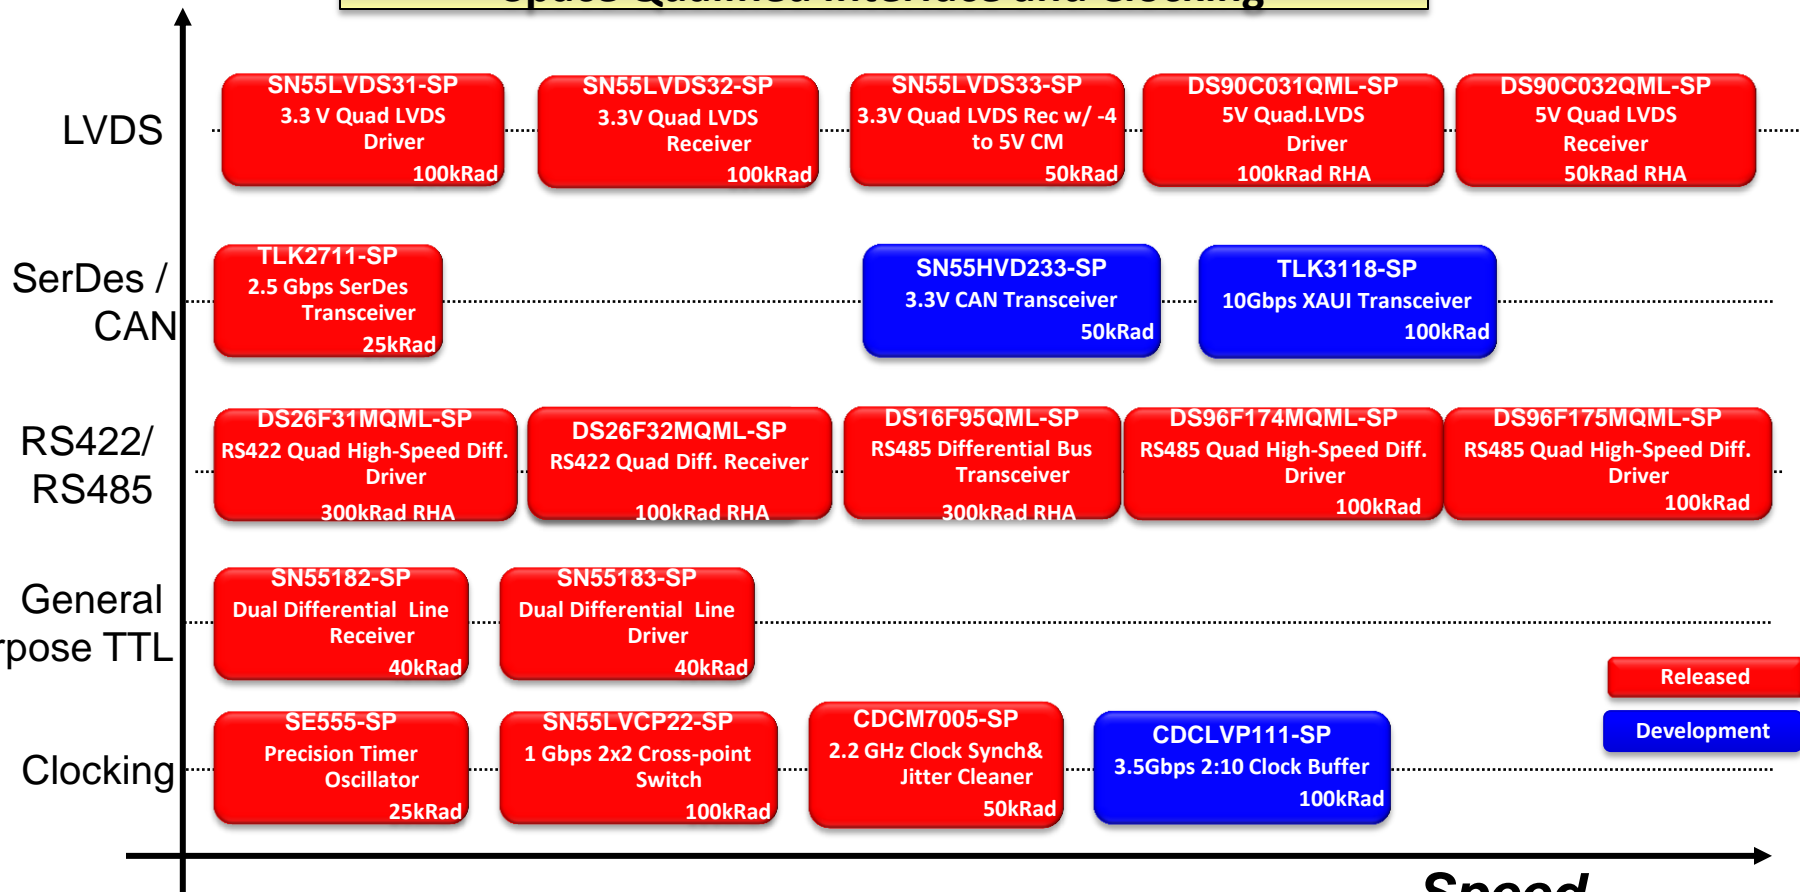 Space Qualified Interface and Clocking
LVDS
SN55LVDS31-SP
3.3 V Quad LVDS
Driver
100kRad
SN55LVDS32-SP
3.3V Quad LVDS
Receiver
100kRad
SN55LVDS33-SP
3.3V Quad LVDS Rec w/ -4
to 5V CM
50kRad
DS90C031QML-SP
5V Quad.LVDS
Driver
100kRad RHA
DS90C032QML-SP
5V Quad LVDS
Receiver
50kRad RHA
SerDes /
CAN
TLK2711-SP
2.5 Gbps SerDes
Transceiver
25kRad
SN55HVD233-SP
3.3V CAN Transceiver
50kRad
TLK3118-SP
10Gbps XAUI Transceiver
100kRad
RS422/
RS485
DS26F31MQML-SP
RS422 Quad High-Speed Diff.
Driver
300kRad RHA
DS26F32MQML-SP
RS422 Quad Diff. Receiver
100kRad RHA
DS16F95QML-SP
RS485 Differential Bus
Transceiver
300kRad RHA
DS96F174MQML-SP
RS485 Quad High-Speed Diff.
Driver
100kRad
DS96F175MQML-SP
RS485 Quad High-Speed Diff.
Driver
100kRad
General
rpose TTL
SN55182-SP
Dual Differential Line
Receiver
40kRad
SN55183-SP
Dual Differential Line
Driver
40kRad
Released
Development
Clocking
SE555-SP
Precision Timer
Oscillator
25kRad
SN55LVCP22-SP
1 Gbps 2x2 Cross-point
Switch
100kRad
CDCM7005-SP
2.2 GHz Clock Synch&
Jitter Cleaner
50kRad
CDCLVP111-SP
3.5Gbps 2:10 Clock Buffer
100kRad
Speed